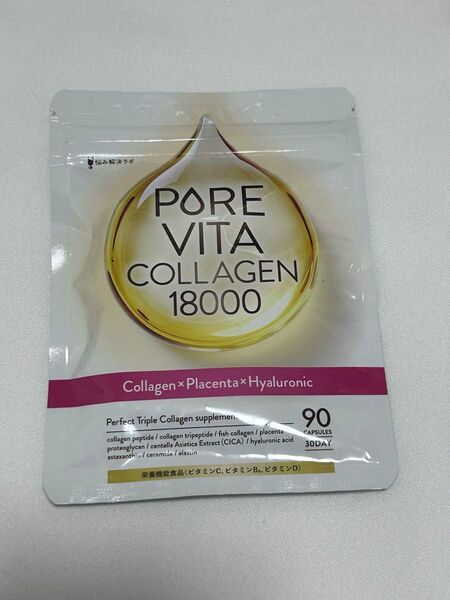 悩み解決ラボ
PORE
VITA
COLLAGEN
18000
Collagen×Placenta×Hyaluronic
Perfect Triple Collagen supplement
90
CAPSULES
30DAY
collagen peptide / collagen tripeptide / fish collagen / placenta
proteoglycan / centella Asiatica Extract (CICA) / hyaluronic acid
astaxanthin / ceramide / elastin
栄養機能食品(ビタミンC、ビタミンB₆、ビタミンD)